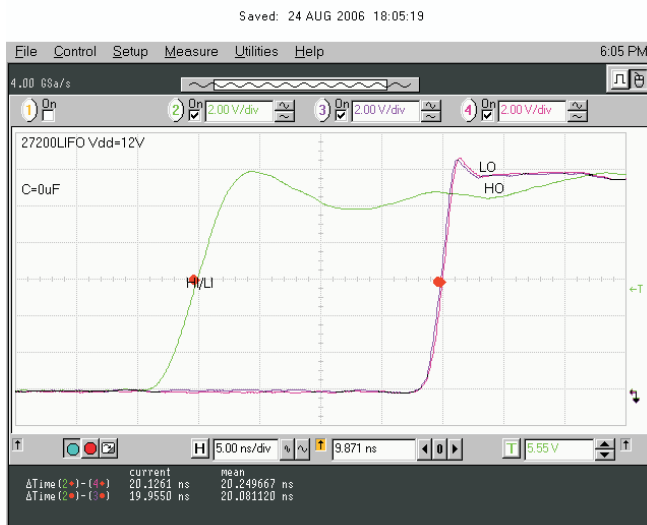 Saved: 24 AUG 2006 18:05:19
File Control Setup Measure Utilities Help 6:05 PM
4.00 GSa/s
1 On 2 On 2.00 V/div 3 On 2.00 V/div 4 On 2.00 V/div
27200LIFO Vdd=12V
LO
C=0uF
HO
HI/LI
T
H 5.00 ns/div 9.871 ns 0 T 5.55 V
current mean
ΔTime(2•)-(4•) 20.1261 ns 20.249667 ns
ΔTime(2•)-(3•) 19.9550 ns 20.081120 ns